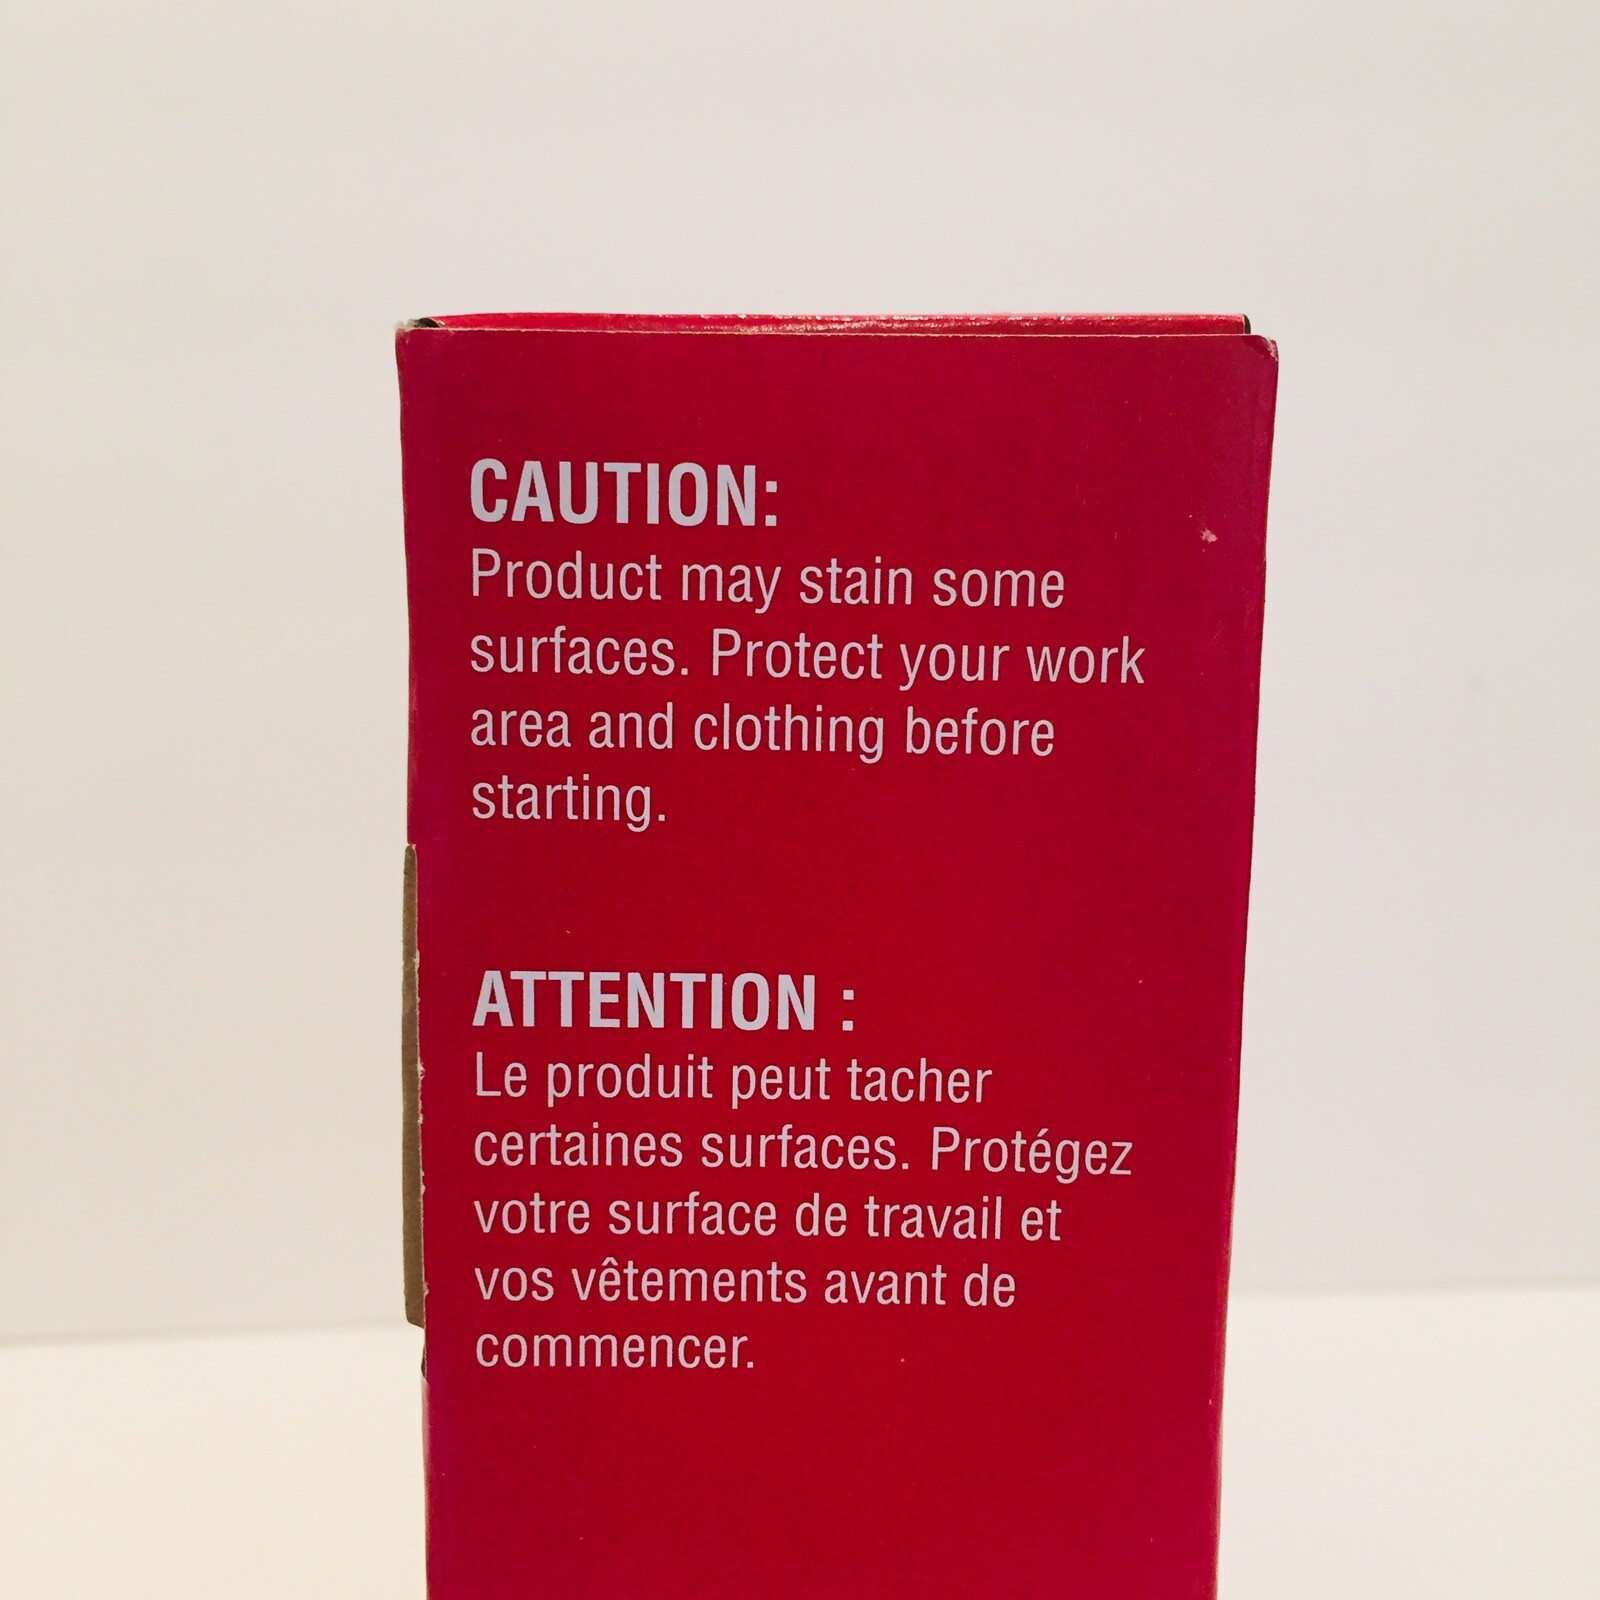 CAUTION:
Product may stain some
surfaces. Protect your work
area and clothing before
starting.
ATTENTION :
Le produit peut tacher
certaines surfaces. Protégez
votre surface de travail et
vos vêtements avant de
commencer.